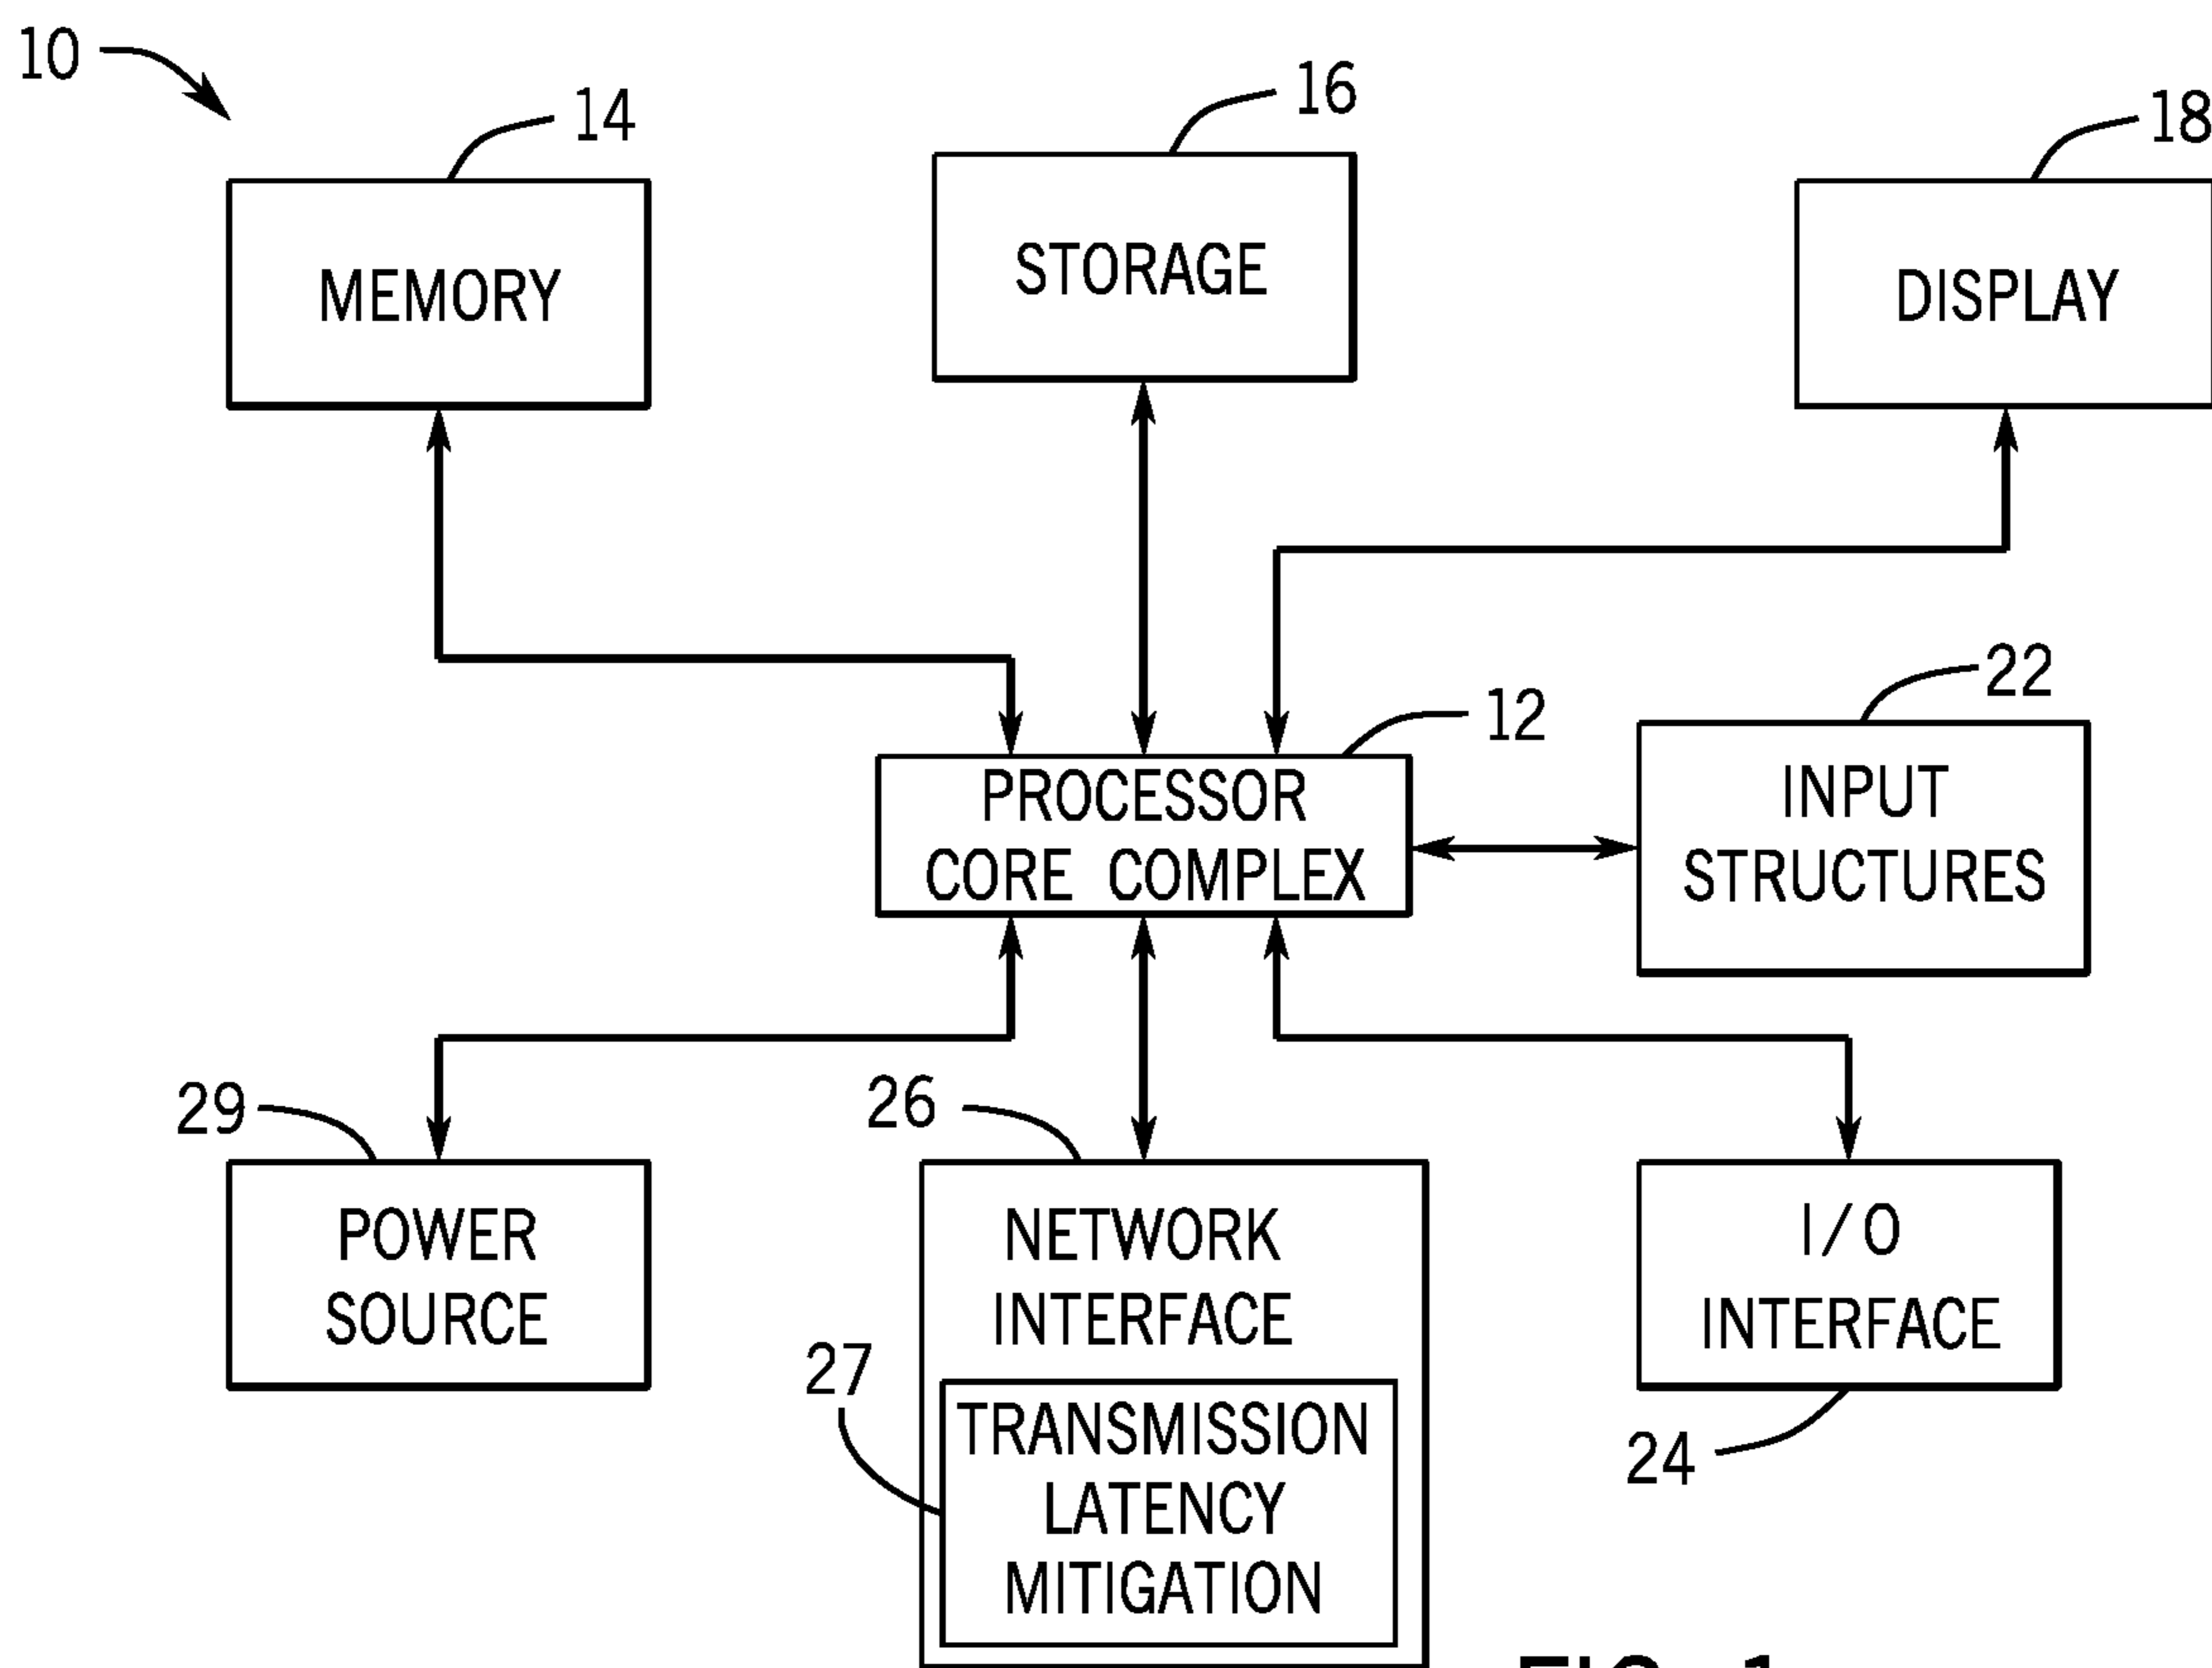 10
14
16
18
MEMORY
STORAGE
DISPLAY
12
22
PROCESSOR
CORE COMPLEX
INPUT
STRUCTURES
29
26
POWER
SOURCE
NETWORK
INTERFACE
I/O
INTERFACE
27
TRANSMISSION
LATENCY
MITIGATION
24